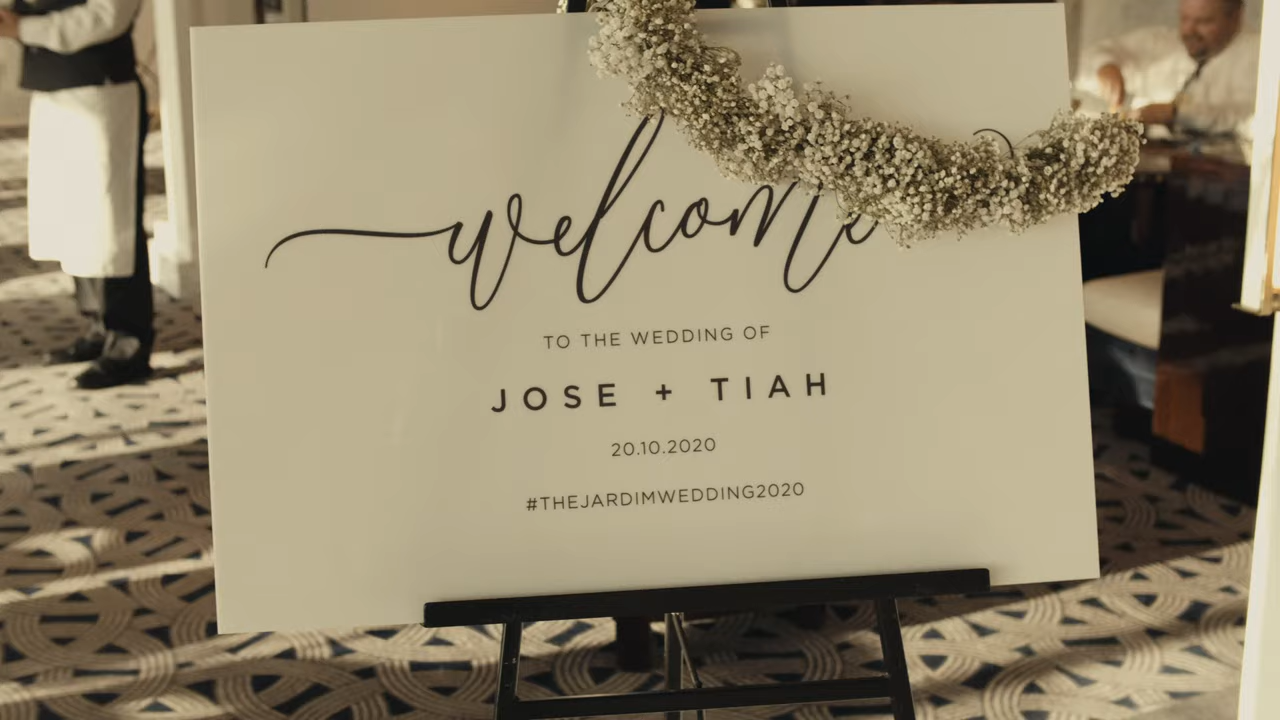 welcome
TO THE WEDDING OF
JOSE + TIAH
20.10.2020
#THEJARDIMWEDDING2020